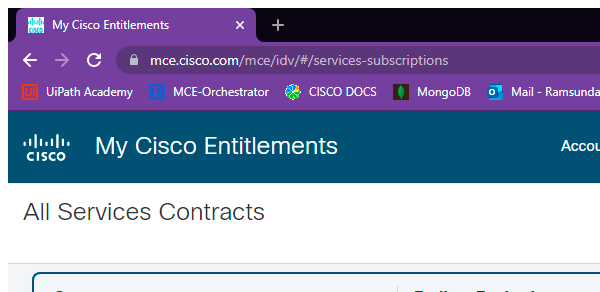 My Cisco Entitlements
mce.cisco.com/mce/idv/#/services-subscriptions
UiPath Academy MCE-Orchestrator CISCO DOCS MongoDB Mail - Ramsunda
CISCO My Cisco Entitlements Accou
All Services Contracts